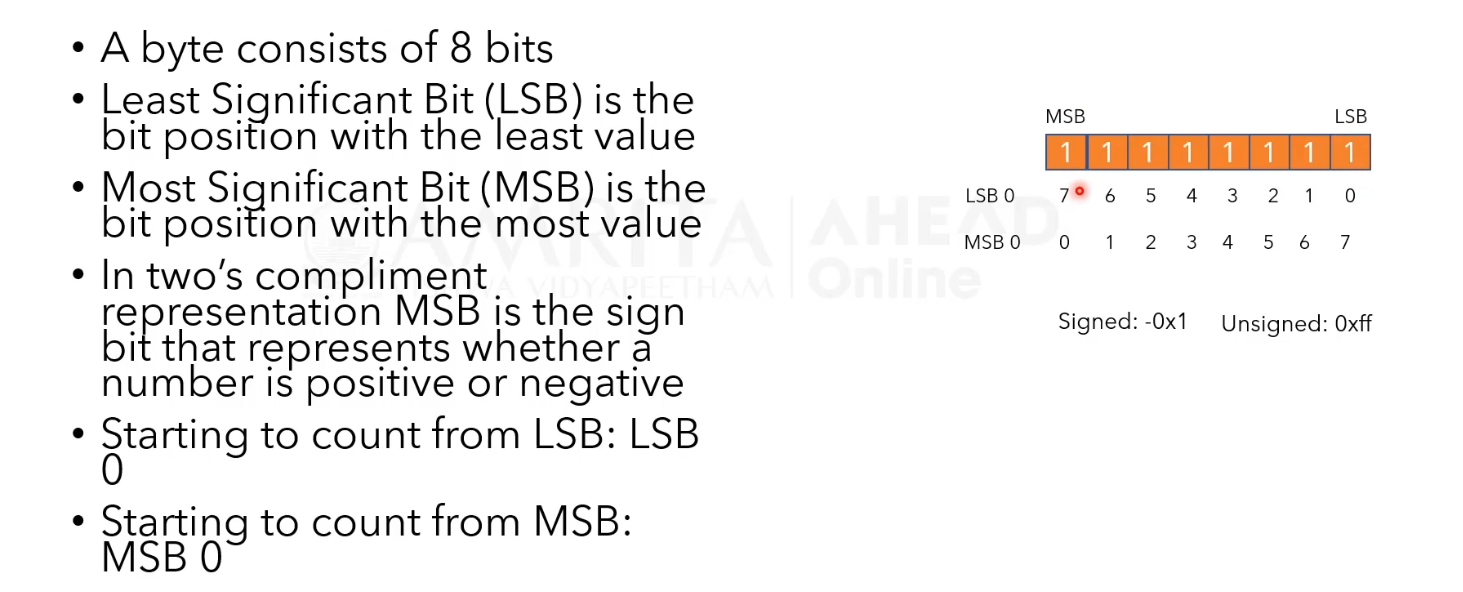 • A byte consists of 8 bits
• Least Significant Bit (LSB) is the
bit position with the least value
• Most Significant Bit (MSB) is the
bit position with the most value
• In two's compliment
representation MSB is the sign
bit that represents whether a
number is positive or negative
• Starting to count from LSB: LSB
0
• Starting to count from MSB:
MSB 0
MSB LSB
1 1 1 1 1 1 1 1
LSB 0 7 6 5 4 3 2 1 0
MSB 0 0 1 2 3 4 5 6 7
Signed: -0x1 Unsigned: 0xff
AMRITA AHEAD
VIDYAPEETHAM Online